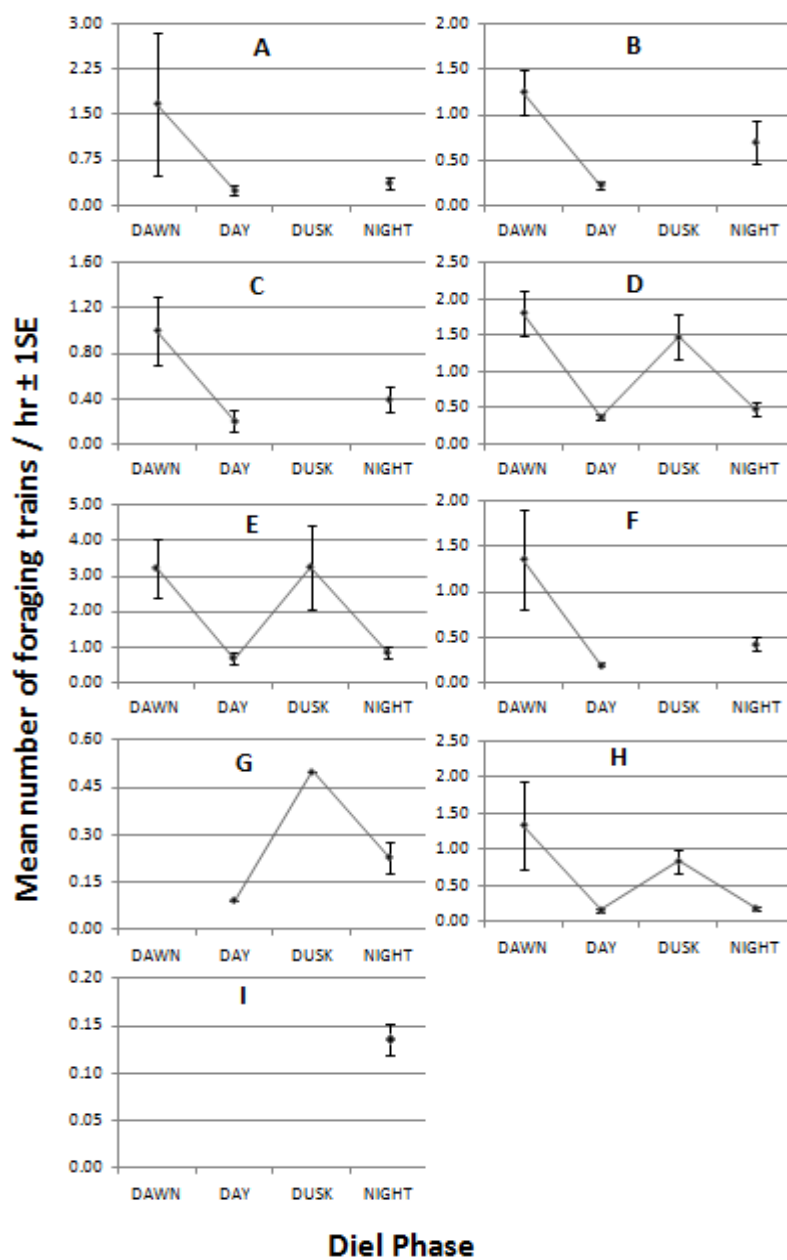 Mean number of foraging trains / hr ± 1SE
A
3.00
2.25
1.50
0.75
0.00
DAWN DAY DUSK NIGHT
B
2.00
1.50
1.00
0.50
0.00
DAWN DAY DUSK NIGHT
C
1.60
1.20
0.80
0.40
0.00
DAWN DAY DUSK NIGHT
D
2.50
2.00
1.50
1.00
0.50
0.00
DAWN DAY DUSK NIGHT
E
5.00
4.00
3.00
2.00
1.00
0.00
DAWN DAY DUSK NIGHT
F
2.00
1.50
1.00
0.50
0.00
DAWN DAY DUSK NIGHT
G
0.60
0.45
0.30
0.15
0.00
DAWN DAY DUSK NIGHT
H
2.50
2.00
1.50
1.00
0.50
0.00
DAWN DAY DUSK NIGHT
I
0.20
0.15
0.10
0.05
0.00
DAWN DAY DUSK NIGHT
Diel Phase